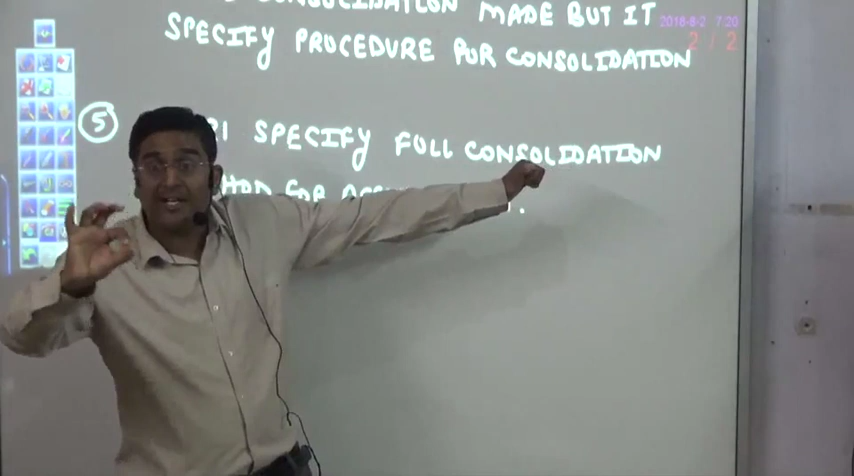 CONSOLIDATION MADE BUT IT
2018-8-2 7:20
SPECIFY PROCEDURE FOR CONSOLIDATION
2 / 2
5
SPECIFY FULL CONSOLIDATION
FOR